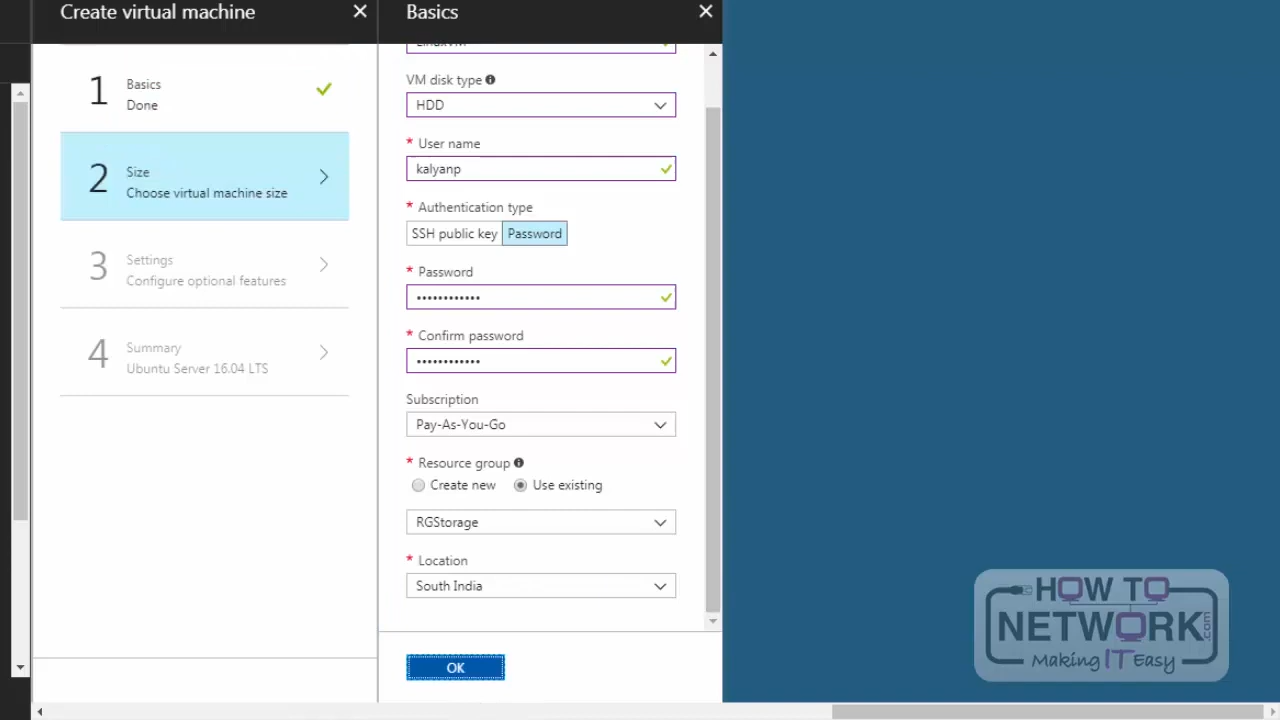 Create virtual machine
Basics
1
Basics
Done
2
Size
Choose virtual machine size
3
Settings
Configure optional features
4
Summary
Ubuntu Server 16.04 LTS
LinuxVM
VM disk type
HDD
* User name
kalyanp
* Authentication type
SSH public key Password
* Password
••••••••••••
* Confirm password
••••••••••••
Subscription
Pay-As-You-Go
* Resource group
Create new Use existing
RGStorage
* Location
South India
OK
HOW TO
NETWORK.com
Making IT Easy